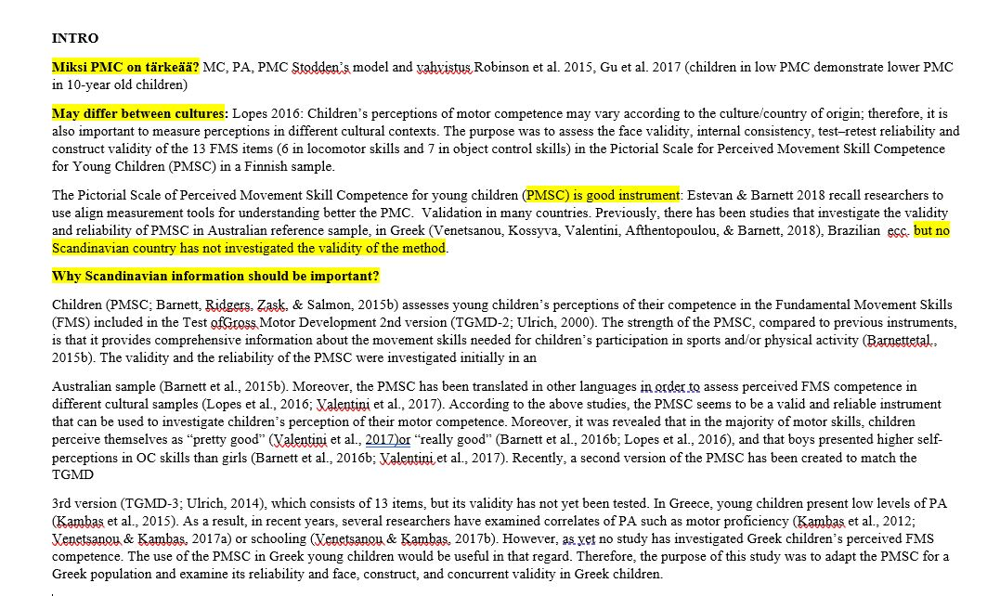 INTRO
Miksi PMC on tärkeää? MC, PA, PMC Stodden's model and vahvistus Robinson et al. 2015, Gu et al. 2017 (children in low PMC demonstrate lower PMC
in 10-year old children)
May differ between cultures: Lopes 2016: Children's perceptions of motor competence may vary according to the culture/country of origin; therefore, it is
also important to measure perceptions in different cultural contexts. The purpose was to assess the face validity, internal consistency, test–retest reliability and
construct validity of the 13 FMS items (6 in locomotor skills and 7 in object control skills) in the Pictorial Scale for Perceived Movement Skill Competence
for Young Children (PMSC) in a Finnish sample.
The Pictorial Scale of Perceived Movement Skill Competence for young children (PMSC) is good instrument: Estevan & Barnett 2018 recall researchers to
use align measurement tools for understanding better the PMC.  Validation in many countries. Previously, there has been studies that investigate the validity
and reliability of PMSC in Australian reference sample, in Greek (Venetsanou, Kossyva, Valentini, Afthentopoulou, & Barnett, 2018), Brazilian  ecc. but no
Scandinavian country has not investigated the validity of the method.
Why Scandinavian information should be important?
Children (PMSC; Barnett, Ridgers, Zask, & Salmon, 2015b) assesses young children's perceptions of their competence in the Fundamental Movement Skills
(FMS) included in the Test ofGross Motor Development 2nd version (TGMD-2; Ulrich, 2000). The strength of the PMSC, compared to previous instruments,
is that it provides comprehensive information about the movement skills needed for children's participation in sports and/or physical activity (Barnettetal.,
2015b). The validity and the reliability of the PMSC were investigated initially in an
Australian sample (Barnett et al., 2015b). Moreover, the PMSC has been translated in other languages in order to assess perceived FMS competence in
different cultural samples (Lopes et al., 2016; Valentini et al., 2017). According to the above studies, the PMSC seems to be a valid and reliable instrument
that can be used to investigate children's perception of their motor competence. Moreover, it was revealed that in the majority of motor skills, children
perceive themselves as "pretty good" (Valentini et al., 2017)or "really good" (Barnett et al., 2016b; Lopes et al., 2016), and that boys presented higher self-
perceptions in OC skills than girls (Barnett et al., 2016b; Valentini et al., 2017). Recently, a second version of the PMSC has been created to match the
TGMD
3rd version (TGMD-3; Ulrich, 2014), which consists of 13 items, but its validity has not yet been tested. In Greece, young children present low levels of PA
(Kambas et al., 2015). As a result, in recent years, several researchers have examined correlates of PA such as motor proficiency (Kambas et al., 2012;
Venetsanou & Kambas, 2017a) or schooling (Venetsanou & Kambas, 2017b). However, as yet no study has investigated Greek children's perceived FMS
competence. The use of the PMSC in Greek young children would be useful in that regard. Therefore, the purpose of this study was to adapt the PMSC for a
Greek population and examine its reliability and face, construct, and concurrent validity in Greek children.